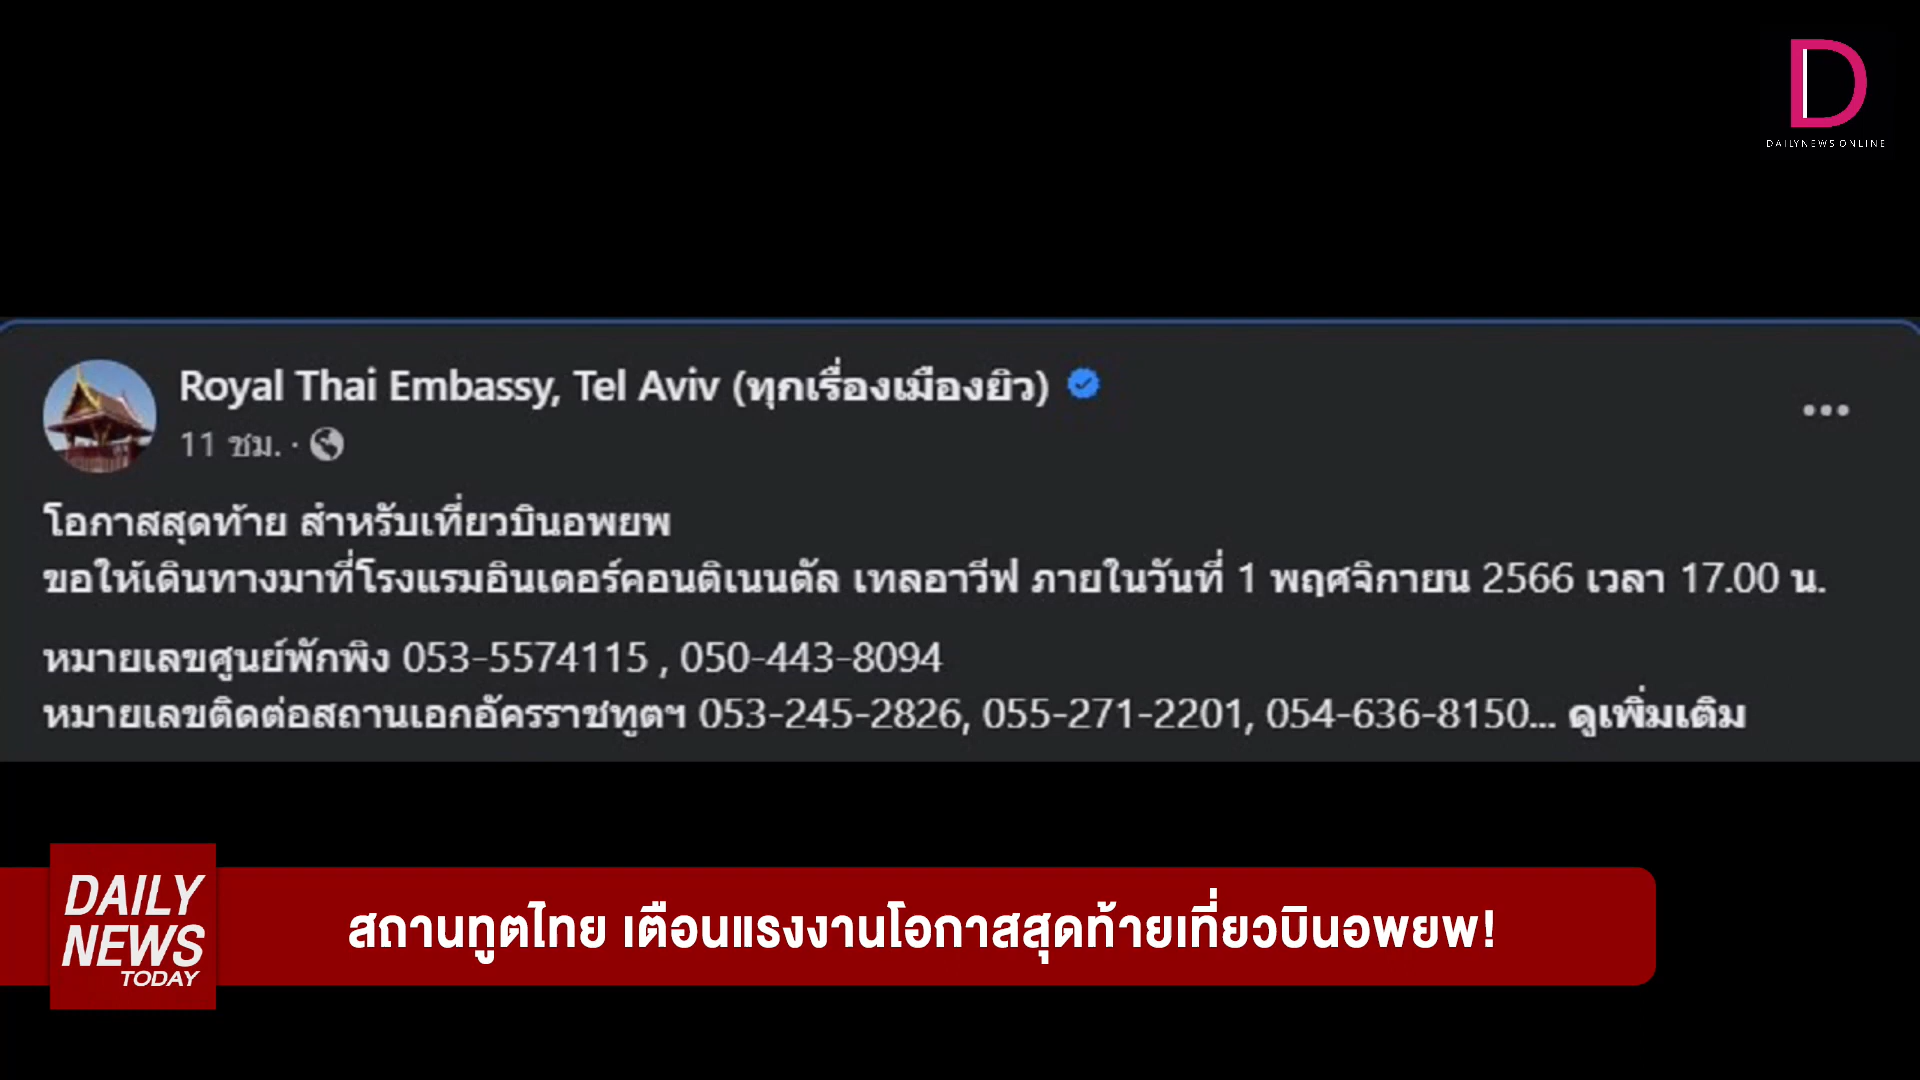 D
DAILYNEWS ONLINE
Royal Thai Embassy, Tel Aviv (ทุกเรื่องเมืองยิว)
11 ชม. ·
โอกาสสุดท้าย สำหรับเที่ยวบินอพยพ
ขอให้เดินทางมาที่โรงแรมอินเตอร์คอนติเนนตัล เทลอาวีฟ ภายในวันที่ 1 พฤศจิกายน 2566 เวลา 17.00 น.
หมายเลขศูนย์พักพิง 053-5574115 , 050-443-8094
หมายเลขติดต่อสถานเอกอัครราชทูตฯ 053-245-2826, 055-271-2201, 054-636-8150... ดูเพิ่มเติม
DAILY
NEWS
TODAY
สถานทูตไทย เตือนแรงงานโอกาสสุดท้ายเที่ยวบินอพยพ!